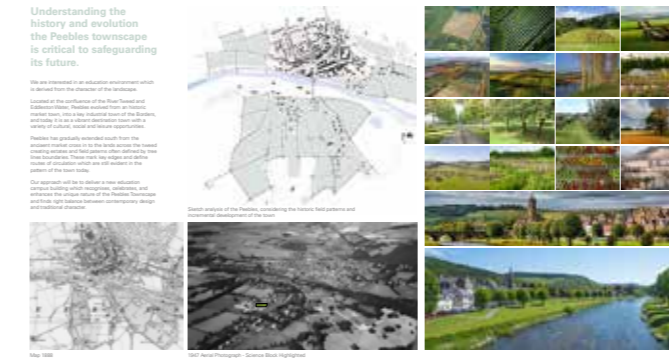 Understanding the
history and evolution
the Peebles townscape
is critical to safeguarding
its future.
We are interested in an education environment which
is derived from the character of the landscape.
Located at the confluence of the River Tweed and
Eddleston Water, Peebles evolved from an historic
market town, into a key industrial town of the Borders,
and today it is as a vibrant destination town with a
variety of cultural, social and leisure opportunities.
Peebles has gradually extended south from the
ancient market cross in to the lands across the tweed
creating estates and field patterns often defined by tree
lines boundaries. These mark key edges and define
routes of circulation which are still evident in the
pattern of the town today.
Our approach will be to deliver a new education
campus building which recognises, celebrates, and
enhances the unique nature of the Peebles Townscape
and finds right balance between contemporary design
and traditional character.
Sketch analysis of the Peebles, considering the historic field patterns and
incremental development of the town
Map 1898
1947 Aerial Photograph - Science Block Highlighted